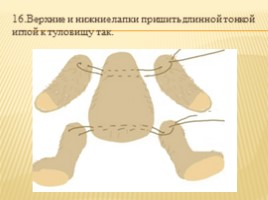 16.Верхние и нижние лапки пришить длинной тонкой
иглой к туловищу так.